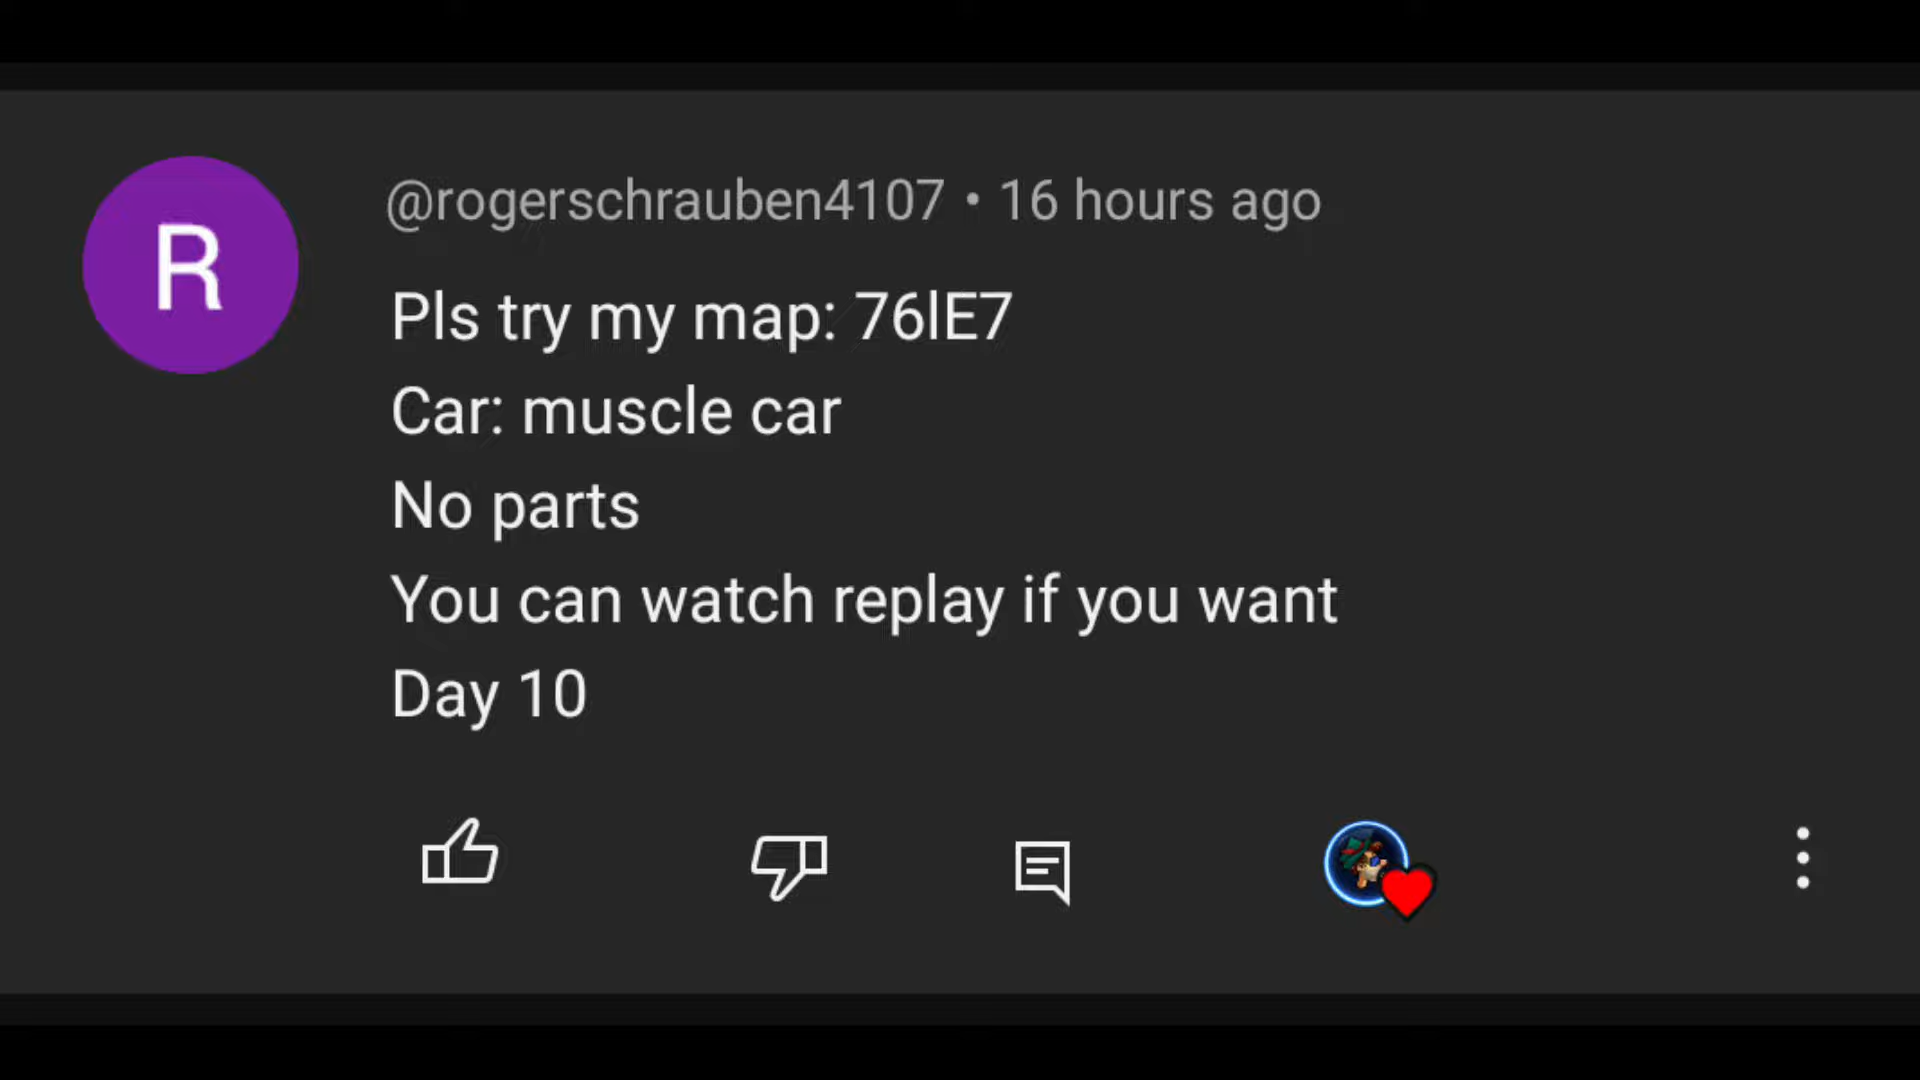 R
@rogerschrauben4107 • 16 hours ago
Pls try my map: 76lE7
Car: muscle car
No parts
You can watch replay if you want
Day 10